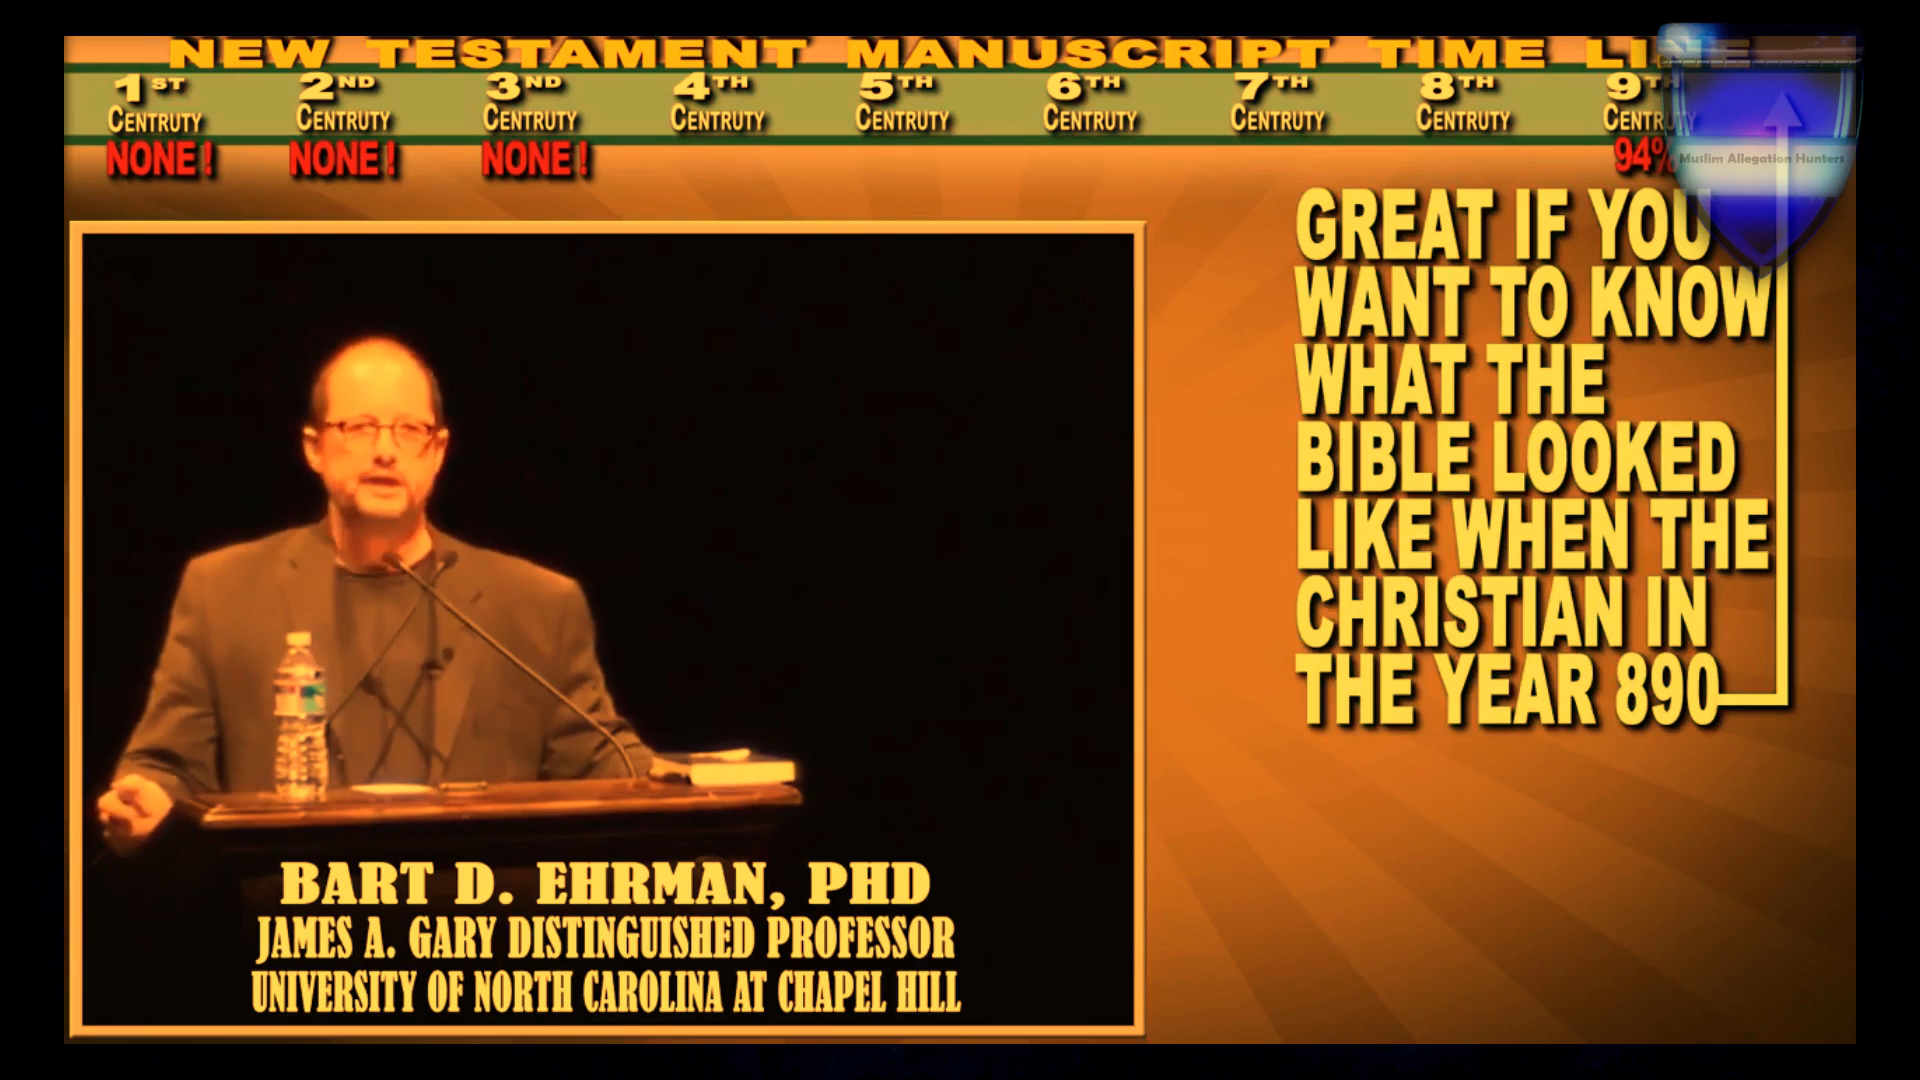 NEW TESTAMENT MANUSCRIPT TIME LINE
1ST 2ND 3ND 4TH 5TH 6TH 7TH 8TH 9TH
CENTRUTY CENTRUTY CENTRUTY CENTRUTY CENTRUTY CENTRUTY CENTRUTY CENTRUTY CENTRUTY
NONE! NONE! NONE! 94%
Muslim Allegation Hunters
GREAT IF YOU
WANT TO KNOW
WHAT THE
BIBLE LOOKED
LIKE WHEN THE
CHRISTIAN IN
THE YEAR 890
BART D. EHRMAN, PHD
JAMES A. GARY DISTINGUISHED PROFESSOR
UNIVERSITY OF NORTH CAROLINA AT CHAPEL HILL